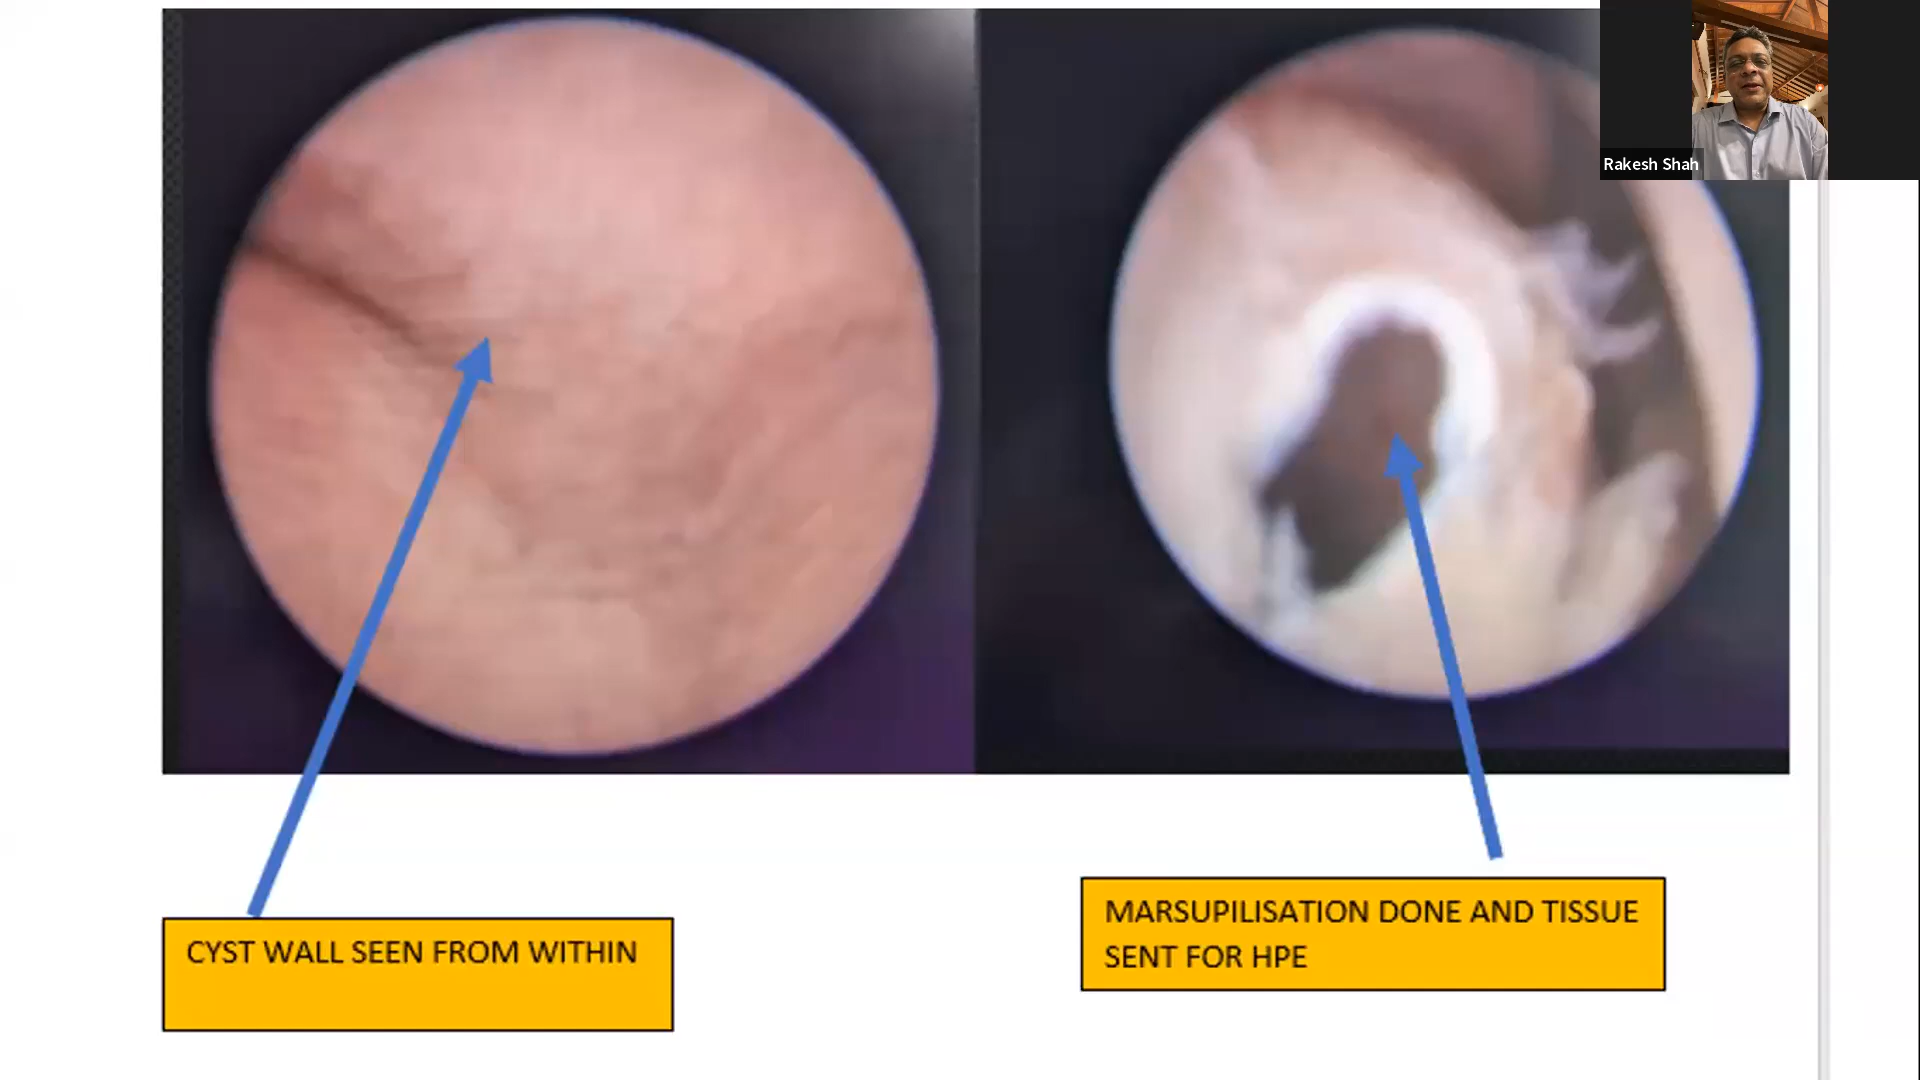 Rakesh Shah
CYST WALL SEEN FROM WITHIN
MARSUPILISATION DONE AND TISSUE
SENT FOR HPE